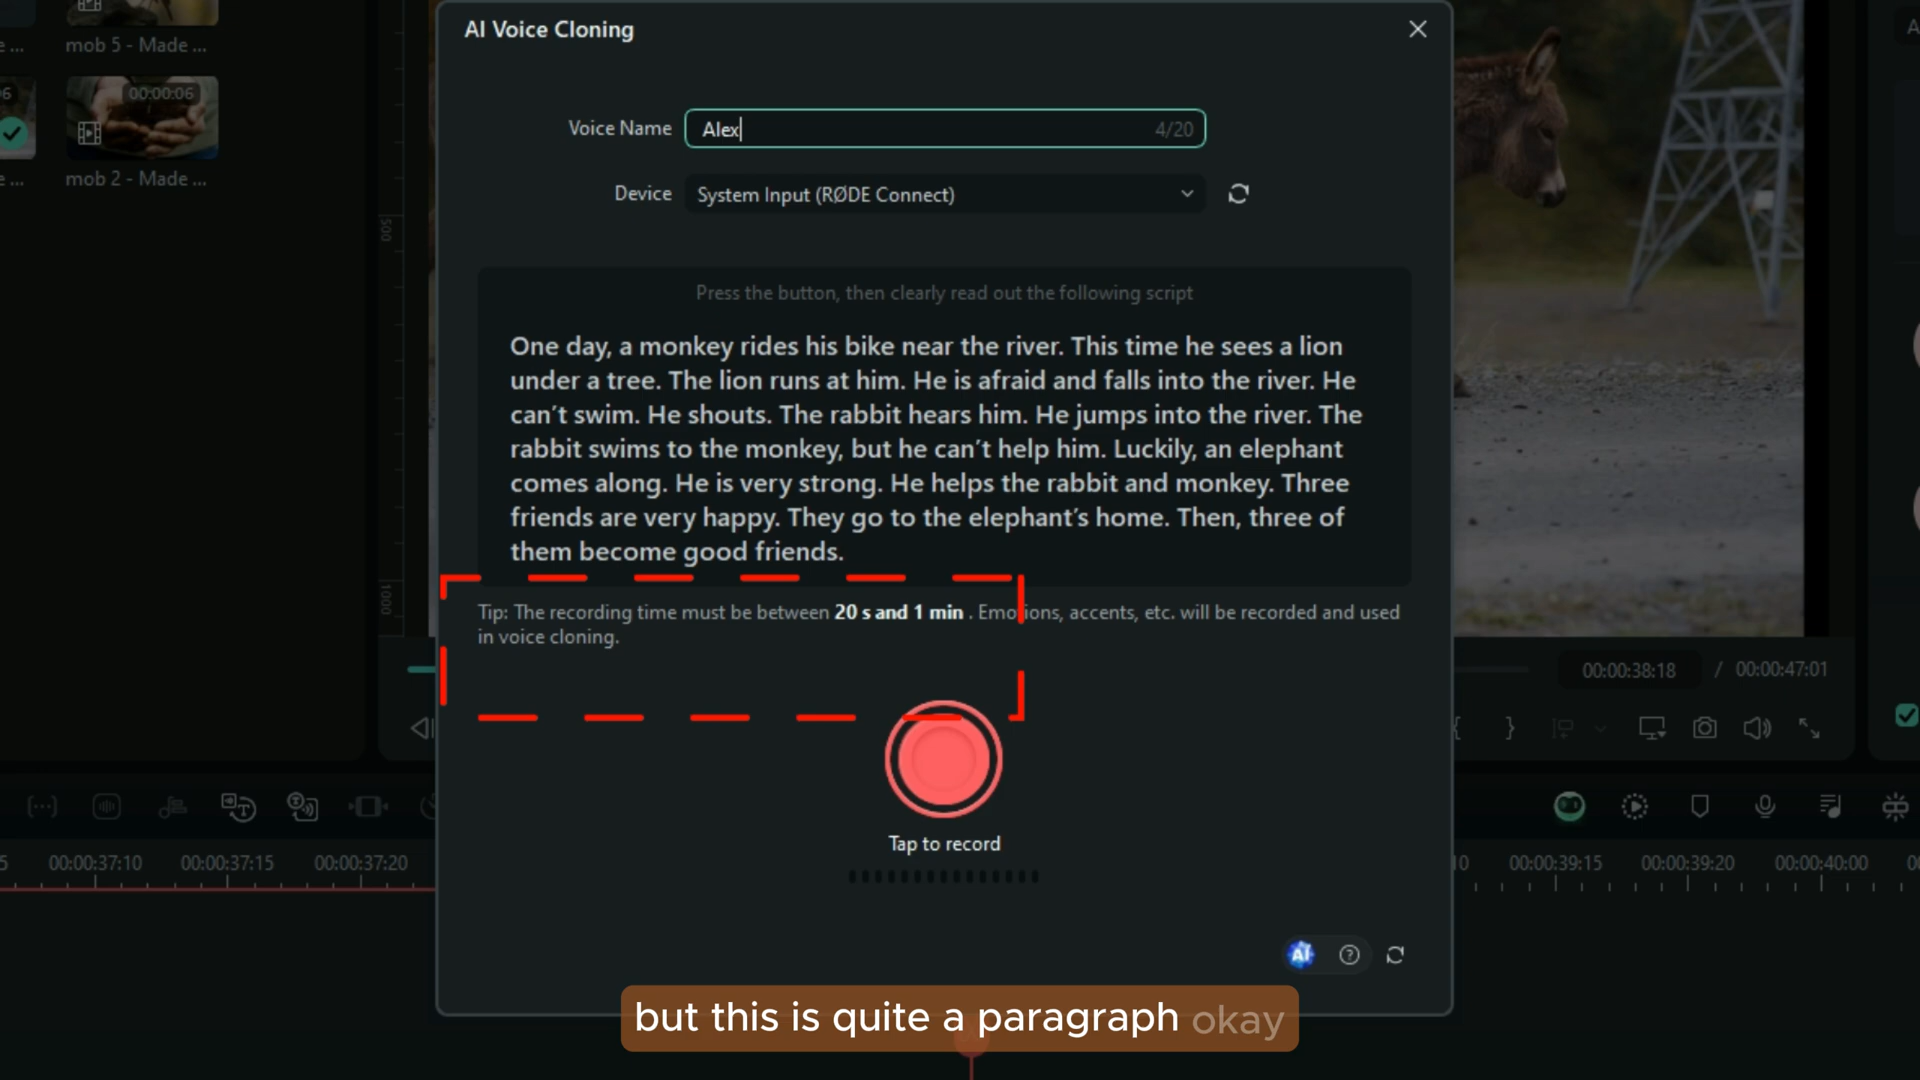 AI Voice Cloning
mob 5 - Made ...
00:00:06
mob 2 - Made ...
Voice Name
Alex
4/20
Device
System Input (RØDE Connect)
Press the button, then clearly read out the following script
One day, a monkey rides his bike near the river. This time he sees a lion
under a tree. The lion runs at him. He is afraid and falls into the river. He
can't swim. He shouts. The rabbit hears him. He jumps into the river. The
rabbit swims to the monkey, but he can't help him. Luckily, an elephant
comes along. He is very strong. He helps the rabbit and monkey. Three
friends are very happy. They go to the elephant's home. Then, three of
them become good friends.
Tip: The recording time must be between 20 s and 1 min . Emotions, accents, etc. will be recorded and used
in voice cloning.
500
1000
00:00:38:18 / 00:00:47:01
Tap to record
00:00:37:10 00:00:37:15 00:00:37:20
00:00:39:15 00:00:39:20 00:00:40:00
AI
but this is quite a paragraph okay